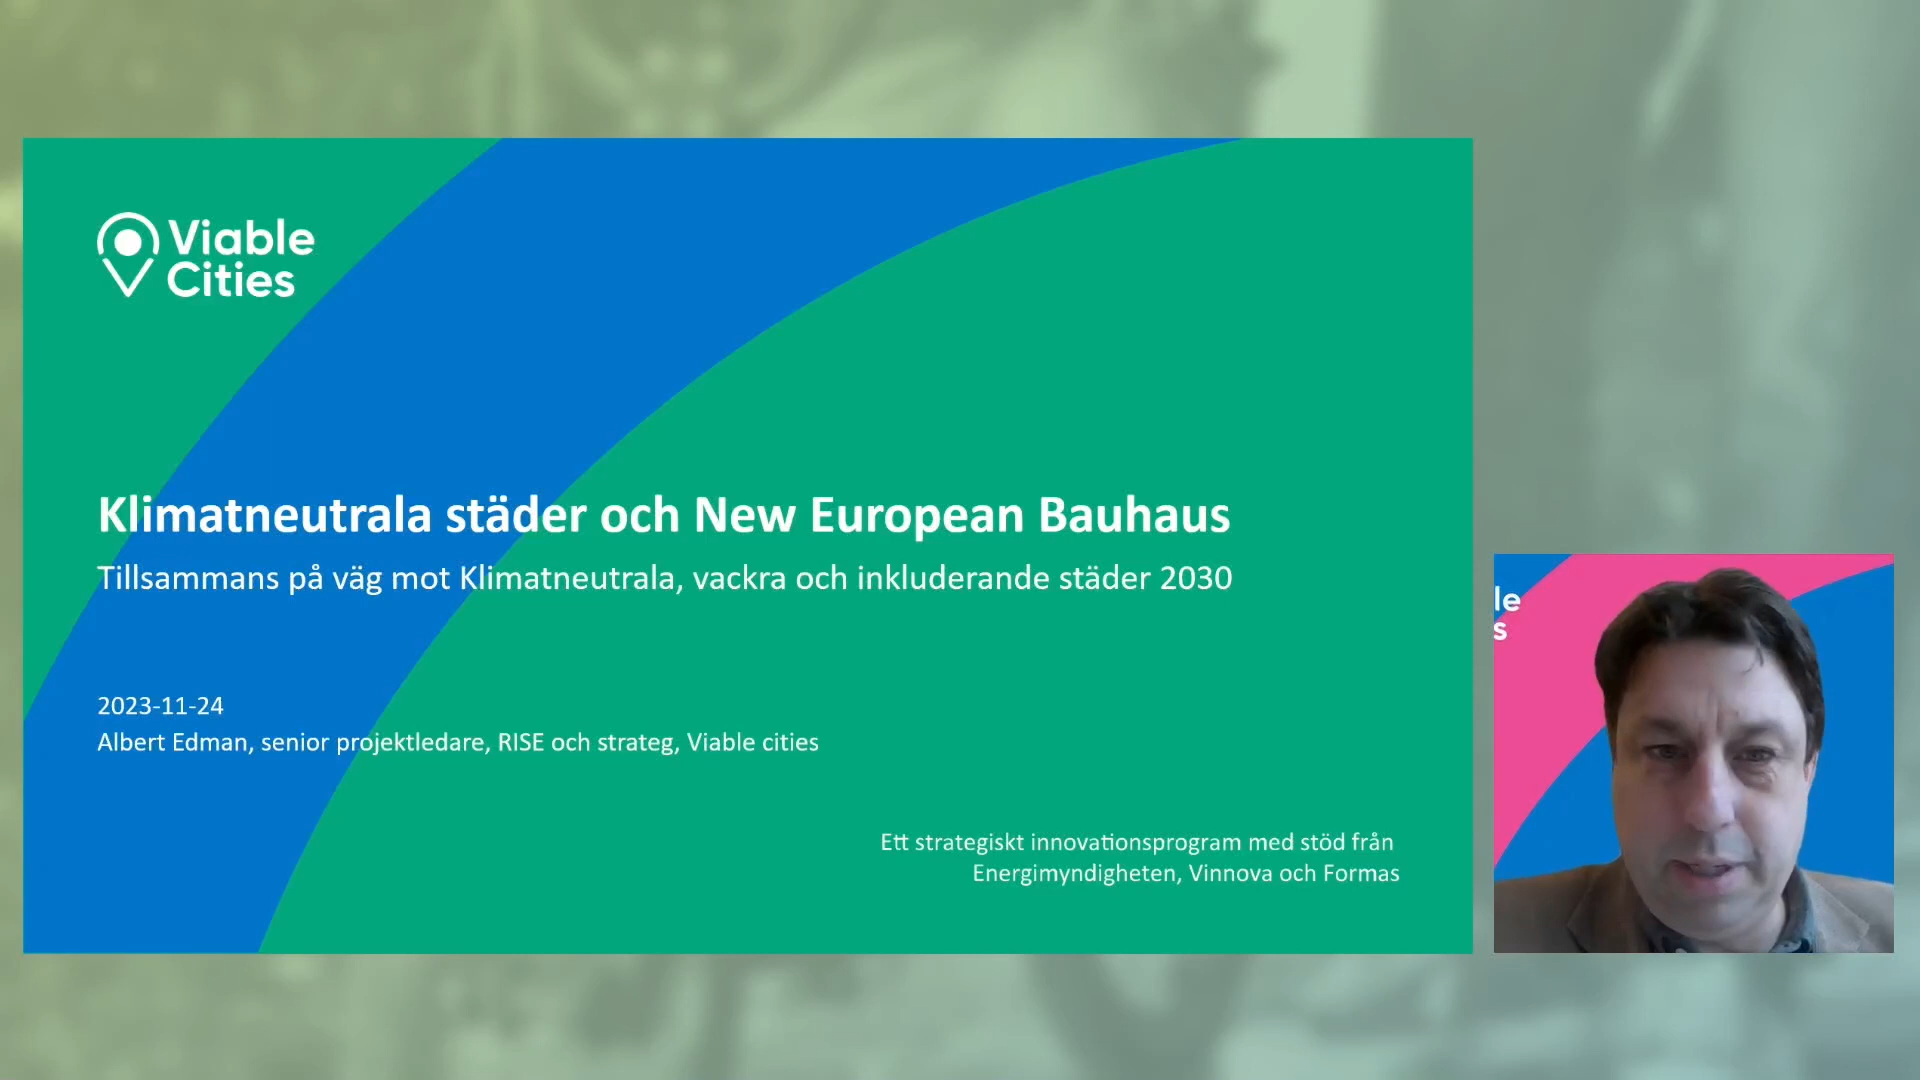 Viable
Cities
Klimatneutrala städer och New European Bauhaus
Tillsammans på väg mot Klimatneutrala, vackra och inkluderande städer 2030
2023-11-24
Albert Edman, senior projektledare, RISE och strateg, Viable cities
Ett strategiskt innovationsprogram med stöd från
Energimyndigheten, Vinnova och Formas
le
s